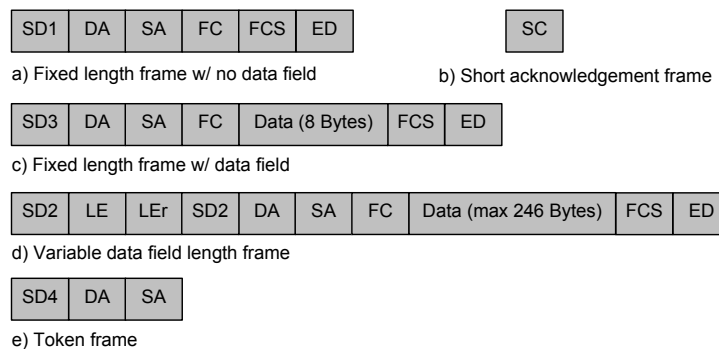 SD1 DA SA FC FCS ED
SC
a) Fixed length frame w/ no data field
b) Short acknowledgement frame
SD3 DA SA FC Data (8 Bytes) FCS ED
c) Fixed length frame w/ data field
SD2 LE LEr SD2 DA SA FC Data (max 246 Bytes) FCS ED
d) Variable data field length frame
SD4 DA SA
e) Token frame